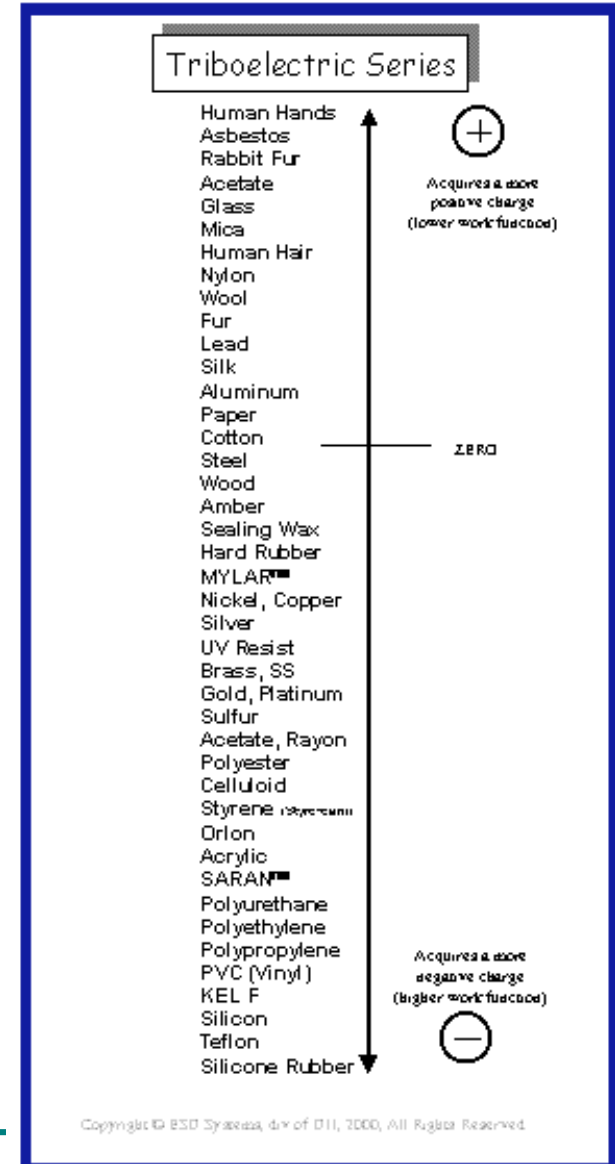 Triboelectric Series
Human Hands
Asbestos
Rabbit Fur
Acetate
Glass
Mica
Human Hair
Nylon
Wool
Fur
Lead
Silk
Aluminum
Paper
Cotton
Steel
Wood
Amber
Sealing Wax
Hard Rubber
MYLAR™
Nickel, Copper
Silver
UV Resist
Brass, SS
Gold, Platinum
Sulfur
Acetate, Rayon
Polyester
Celluloid
Styrene
Orlon
Acrylic
SARAN™
Polyurethane
Polyethylene
Polypropylene
PVC (Vinyl)
KEL F
Silicon
Teflon
Silicone Rubber
+
Acquires a more
positive charge
(lower work function)
ZERO
Acquires a more
negative charge
(higher work function)
−
Copyright © ESD Systems, div of DII, 2000, All Rights Reserved